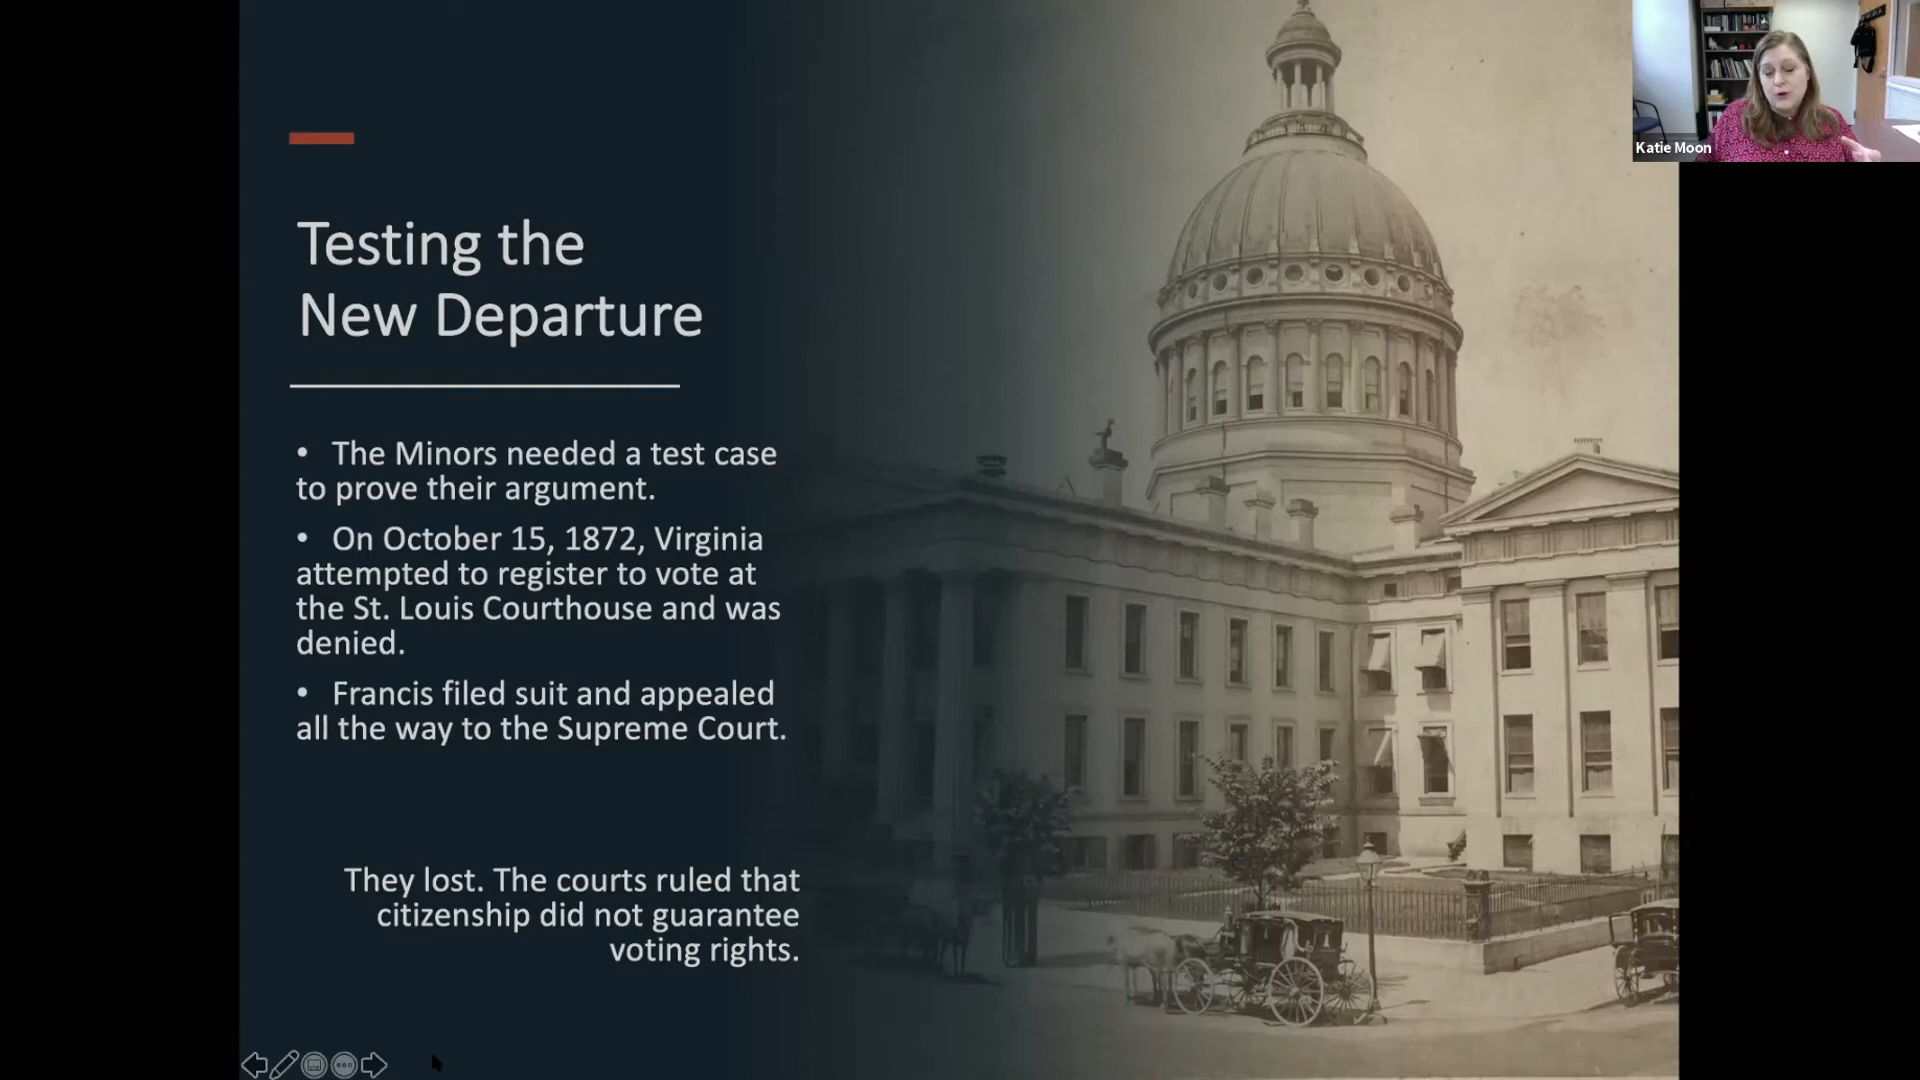 Testing the
New Departure
• The Minors needed a test case
to prove their argument.
• On October 15, 1872, Virginia
attempted to register to vote at
the St. Louis Courthouse and was
denied.
• Francis filed suit and appealed
all the way to the Supreme Court.
They lost. The courts ruled that
citizenship did not guarantee
voting rights.
Katie Moon